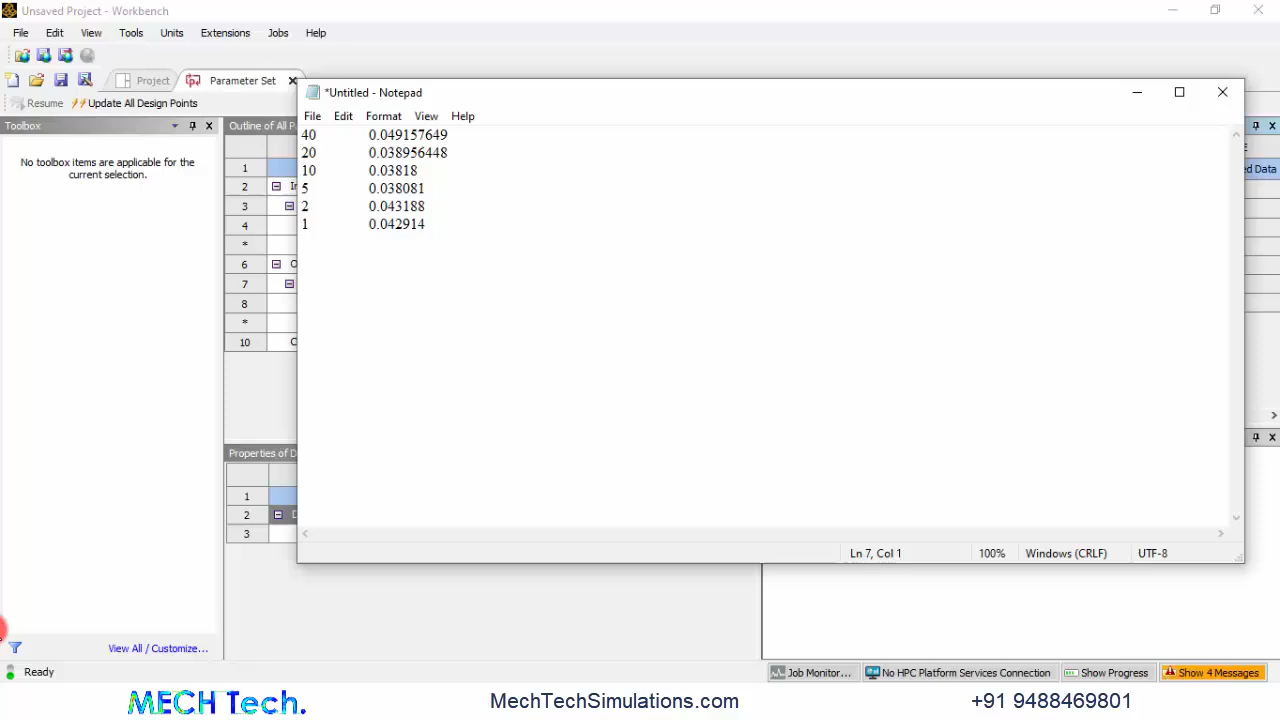 Unsaved Project - Workbench
File Edit View Tools Units Extensions Jobs Help
Project Parameter Set
Resume Update All Design Points
Toolbox
No toolbox items are applicable for the
current selection.
View All / Customize...
Outline of All P
1
2 In
3
4
*
6 O
7
8
*
10 C
Properties of D
1
2 D
3
*Untitled - Notepad
File Edit Format View Help
40 0.049157649
20 0.038956448
10 0.03818
5 0.038081
2 0.043188
1 0.042914
Ln 7, Col 1 100% Windows (CRLF) UTF-8
E
ed Data
Ready
Job Monitor... No HPC Platform Services Connection Show Progress Show 4 Messages
MECH Tech. MechTechSimulations.com +91 9488469801